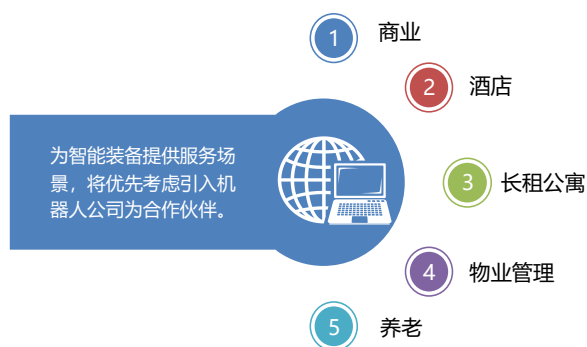 1 商业
2 酒店
为智能装备提供服务场
景，将优先考虑引入机
器人公司为合作伙伴。
3 长租公寓
4 物业管理
5 养老